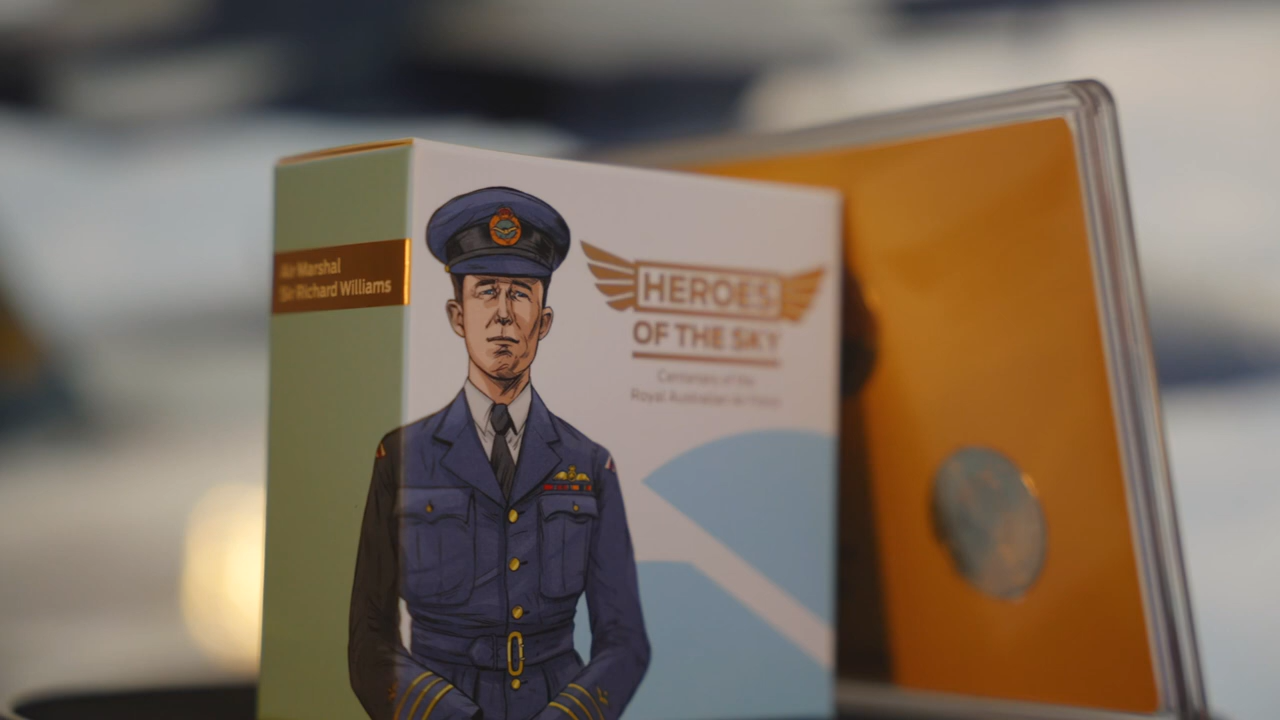 Air Marshal
Sir Richard Williams
HEROES
OF THE SKY
Centenary of the
Royal Australian Air Force